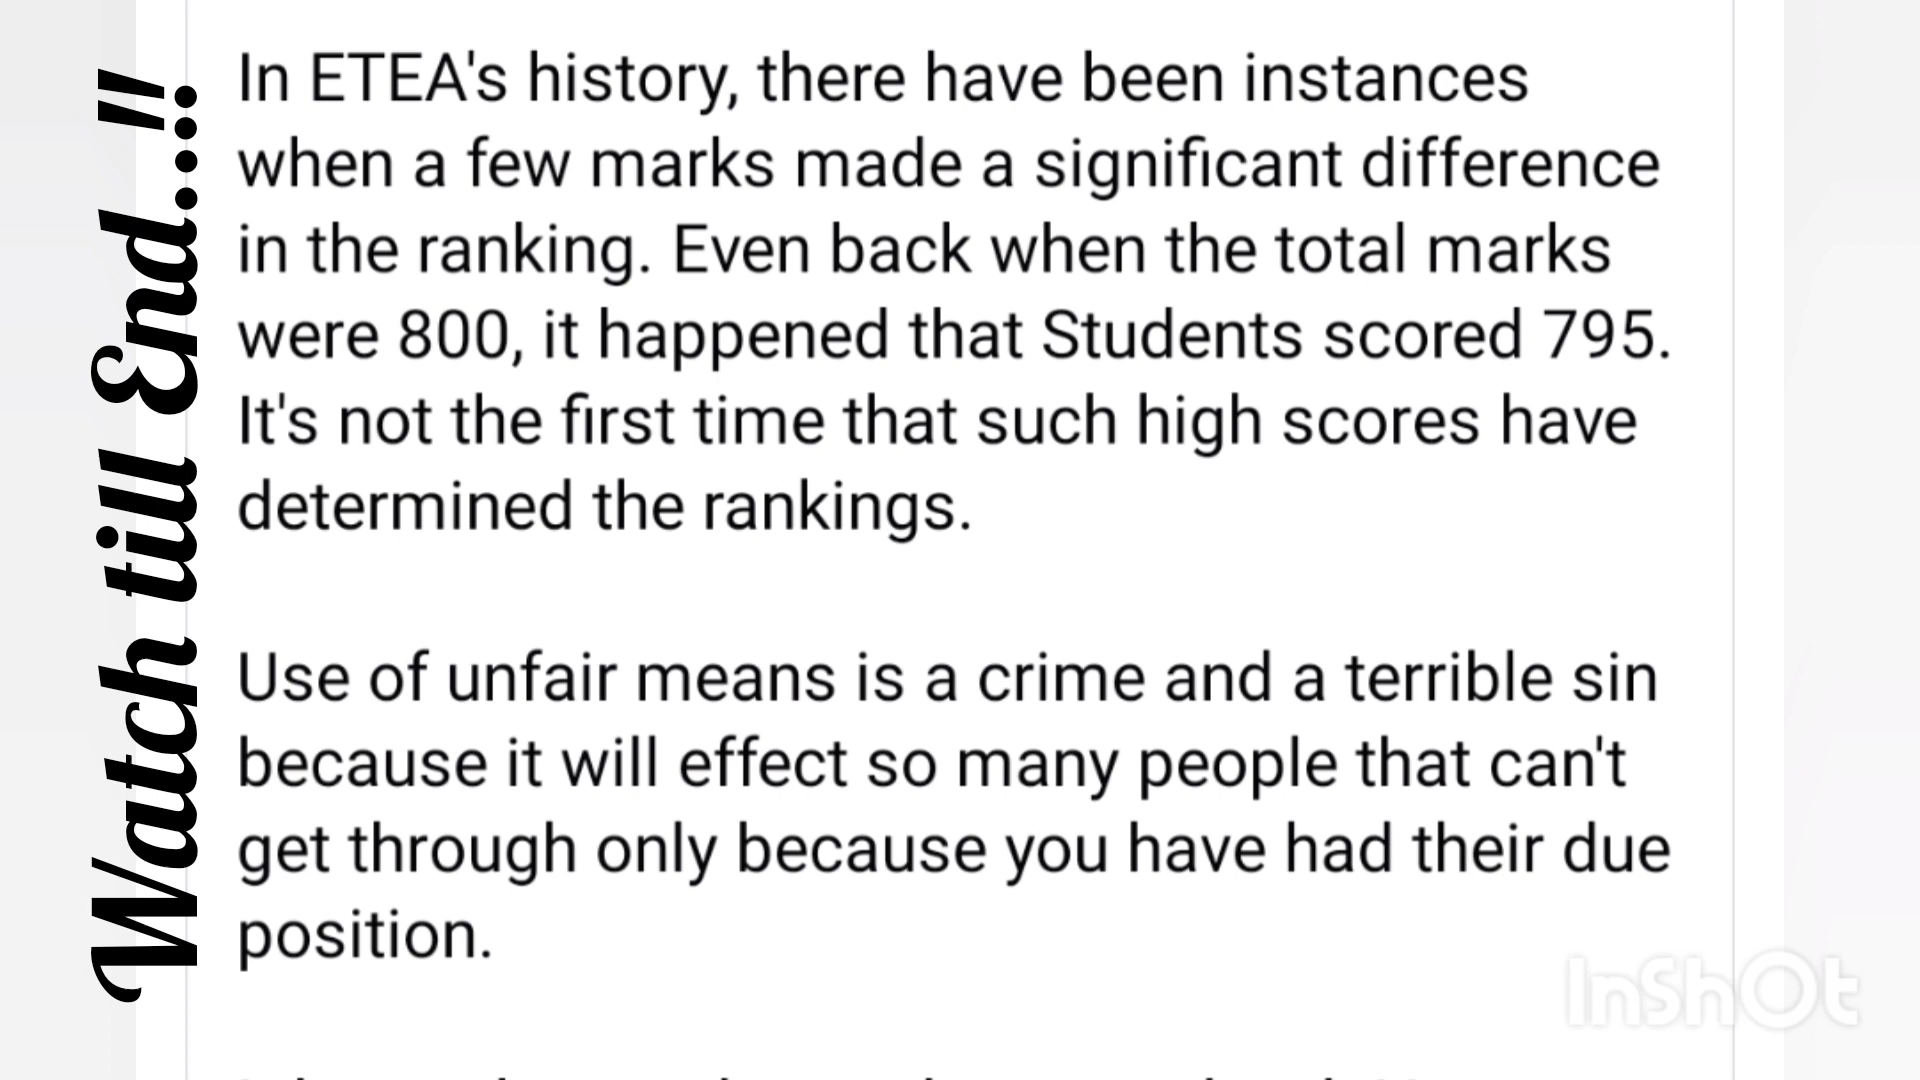 Watch till End...!!
In ETEA's history, there have been instances
when a few marks made a significant difference
in the ranking. Even back when the total marks
were 800, it happened that Students scored 795.
It's not the first time that such high scores have
determined the rankings.
Use of unfair means is a crime and a terrible sin
because it will effect so many people that can't
get through only because you have had their due
position.
InShOt